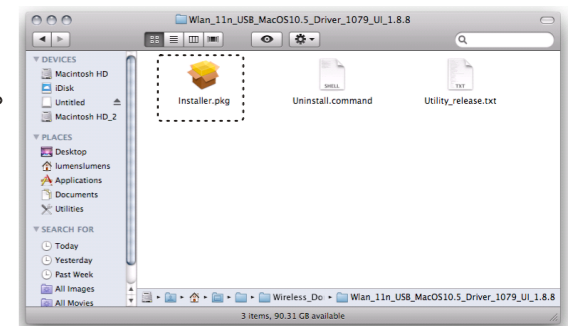 Wlan_11n_USB_MacOS10.5_Driver_1079_UI_1.8.8
DEVICES
Macintosh HD
iDisk
Untitled
Macintosh HD_2
PLACES
Desktop
lumenslumens
Applications
Documents
Utilities
SEARCH FOR
Today
Yesterday
Past Week
All Images
All Movies
Installer.pkg
SHELL
Uninstall.command
TXT
Utility_release.txt
Wireless_Do Wlan_11n_USB_MacOS10.5_Driver_1079_UI_1.8.8
3 items, 90.31 GB available